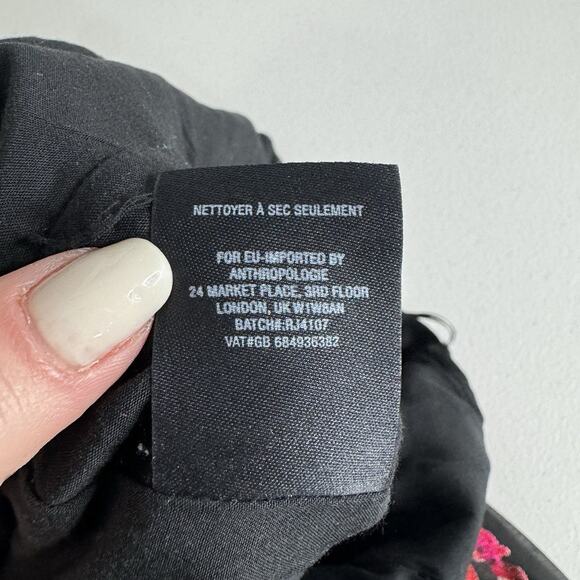 NETTOYER À SEC SEULEMENT
FOR EU-IMPORTED BY
ANTHROPOLOGIE
24 MARKET PLACE, 3RD FLOOR
LONDON, UK W1W8AN
BATCH#:RJ4107
VAT#GB 684936382